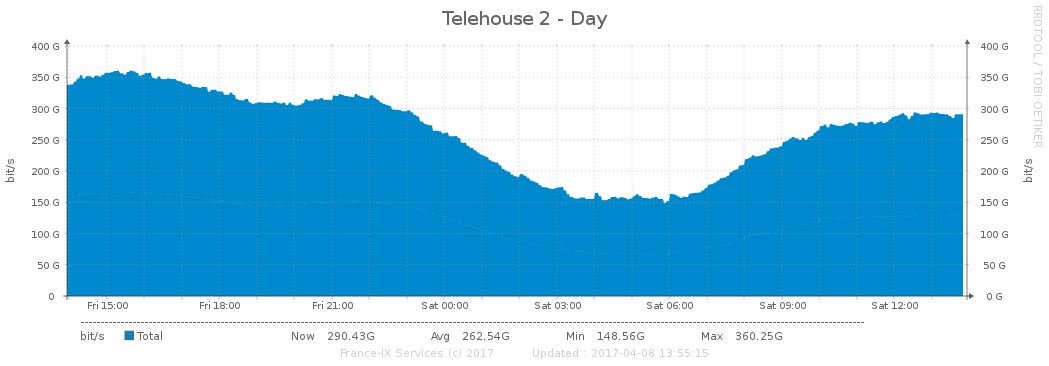 Telehouse 2 - Day
RRDTOOL / TOBI OETIKER
bit/s
bit/s
400 G 400 G
350 G 350 G
300 G 300 G
250 G 250 G
200 G 200 G
150 G 150 G
100 G 100 G
50 G 50 G
0 0 G
Fri 15:00 Fri 18:00 Fri 21:00 Sat 00:00 Sat 03:00 Sat 06:00 Sat 09:00 Sat 12:00
bit/s Total Now 290.43G Avg 262.54G Min 148.56G Max 360.25G
France-IX Services (c) 2017 Updated : 2017-04-08 13:55:15